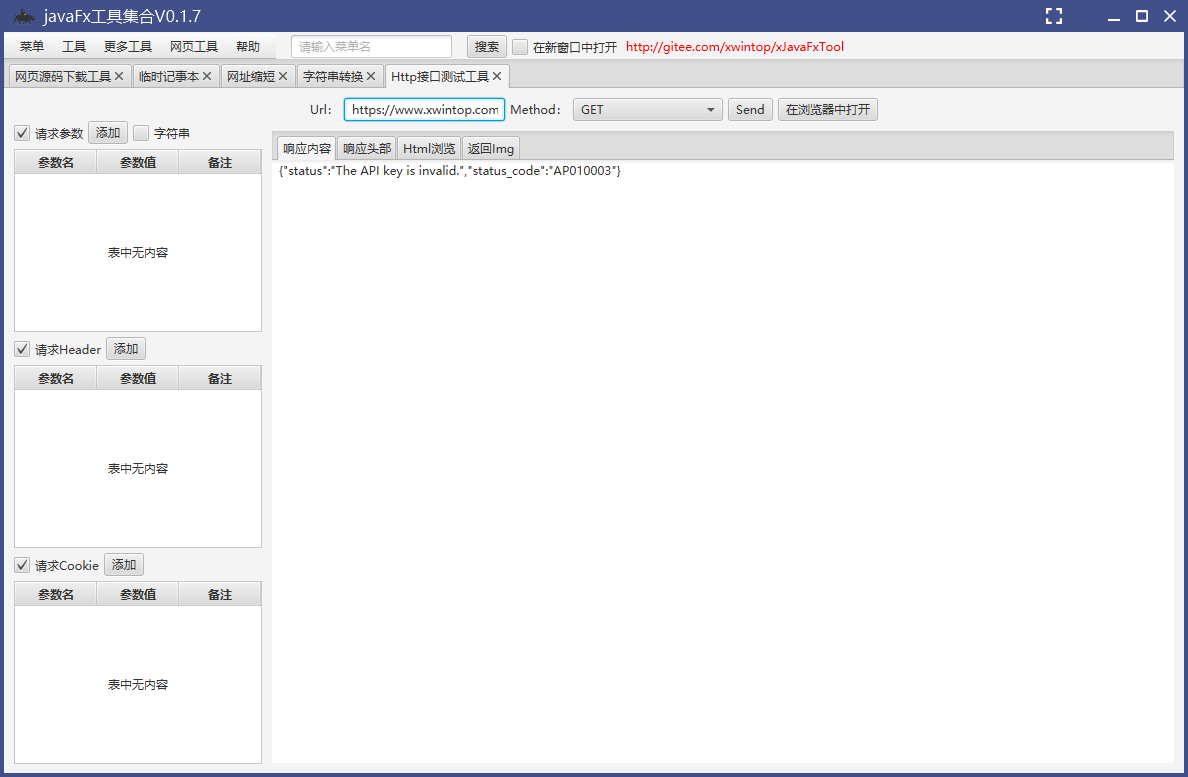 javaFx工具集合V0.1.7
菜单 工具 更多工具 网页工具 帮助 请输入菜单名 搜索 在新窗口中打开 http://gitee.com/xwintop/xJavaFxTool
网页源码下载工具 临时记事本 网址缩短 字符串转换 Http接口测试工具
Url: https://www.xwintop.com Method: GET Send 在浏览器中打开
请求参数 添加 字符串
参数名 参数值 备注
表中无内容
请求Header 添加
参数名 参数值 备注
表中无内容
请求Cookie 添加
参数名 参数值 备注
表中无内容
响应内容 响应头部 Html浏览 返回Img
{"status":"The API key is invalid.","status_code":"AP010003"}